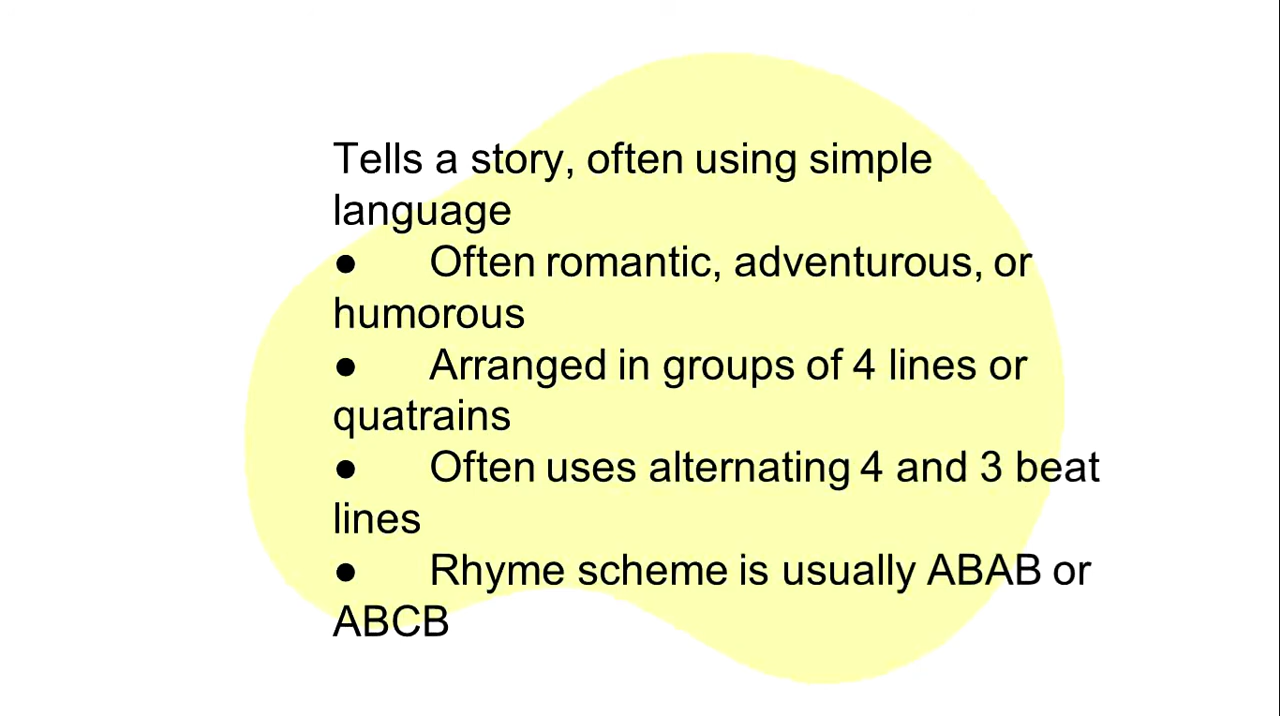 Tells a story, often using simple
language
● Often romantic, adventurous, or
humorous
● Arranged in groups of 4 lines or
quatrains
● Often uses alternating 4 and 3 beat
lines
● Rhyme scheme is usually ABAB or
ABCB